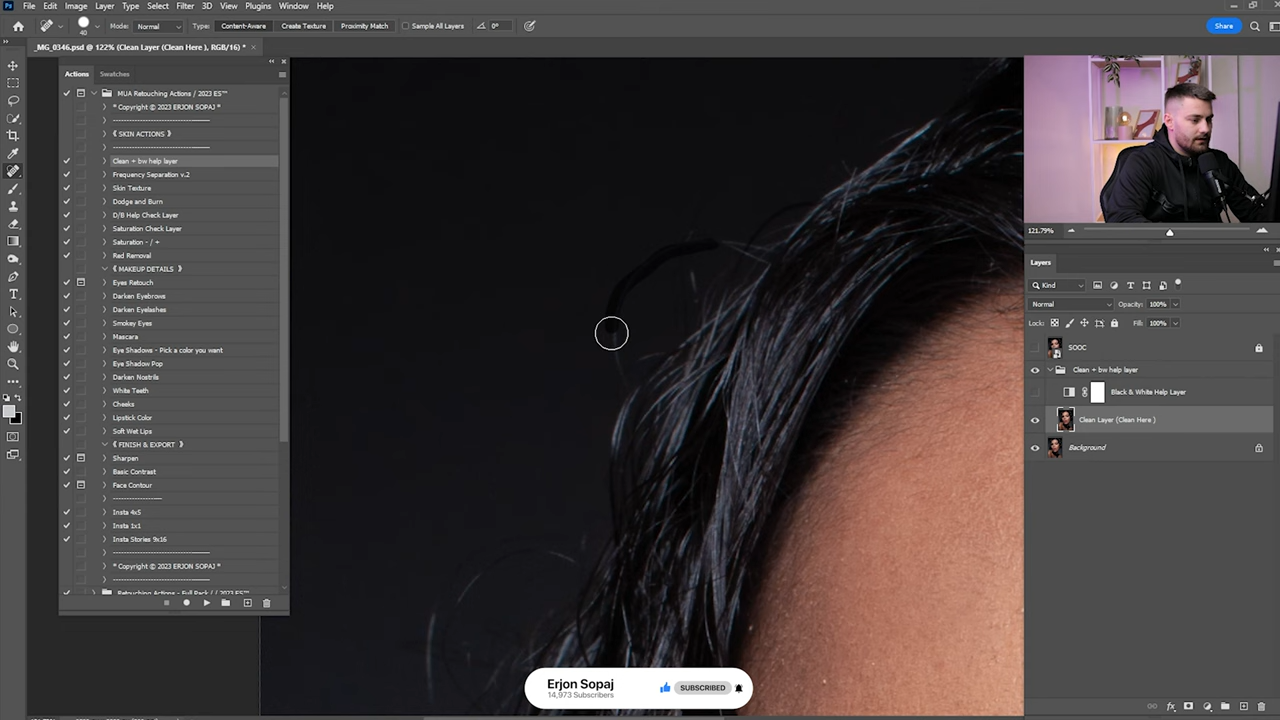 File Edit Image Layer Type Select Filter 3D View Plugins Window Help
40 Mode: Normal Type: Content-Aware Create Texture Proximity Match Sample All Layers 0° Share
_MG_0346.psd @ 122% (Clean Layer (Clean Here ), RGB/16) *
Actions Swatches
MUA Retouching Actions / 2023 ES™
* Copyright © 2023 ERJON SOPAJ *
《 SKIN ACTIONS 》
Clean + bw help layer
Frequency Separation v.2
Skin Texture
Dodge and Burn
D/B Help Check Layer
Saturation Check Layer
Saturation - / +
Red Removal
《 MAKEUP DETAILS 》
Eyes Retouch
Darken Eyebrows
Darken Eyelashes
Smokey Eyes
Mascara
Eye Shadows - Pick a color you want
Eye Shadow Pop
Darken Nostrils
White Teeth
Cheeks
Lipstick Color
Soft Wet Lips
《 FINISH & EXPORT 》
Sharpen
Basic Contrast
Face Contour
Insta 4x5
Insta 1x1
Insta Stories 9x16
* Copyright © 2023 ERJON SOPAJ *
Retouching Actions - Full Pack / / 2023 ES™
121.79%
Layers
Kind
Normal Opacity: 100%
Lock: Fill: 100%
SOOC
Clean + bw help layer
Black & White Help Layer
Clean Layer (Clean Here )
Background
Erjon Sopaj
14,973 Subscribers
SUBSCRIBED